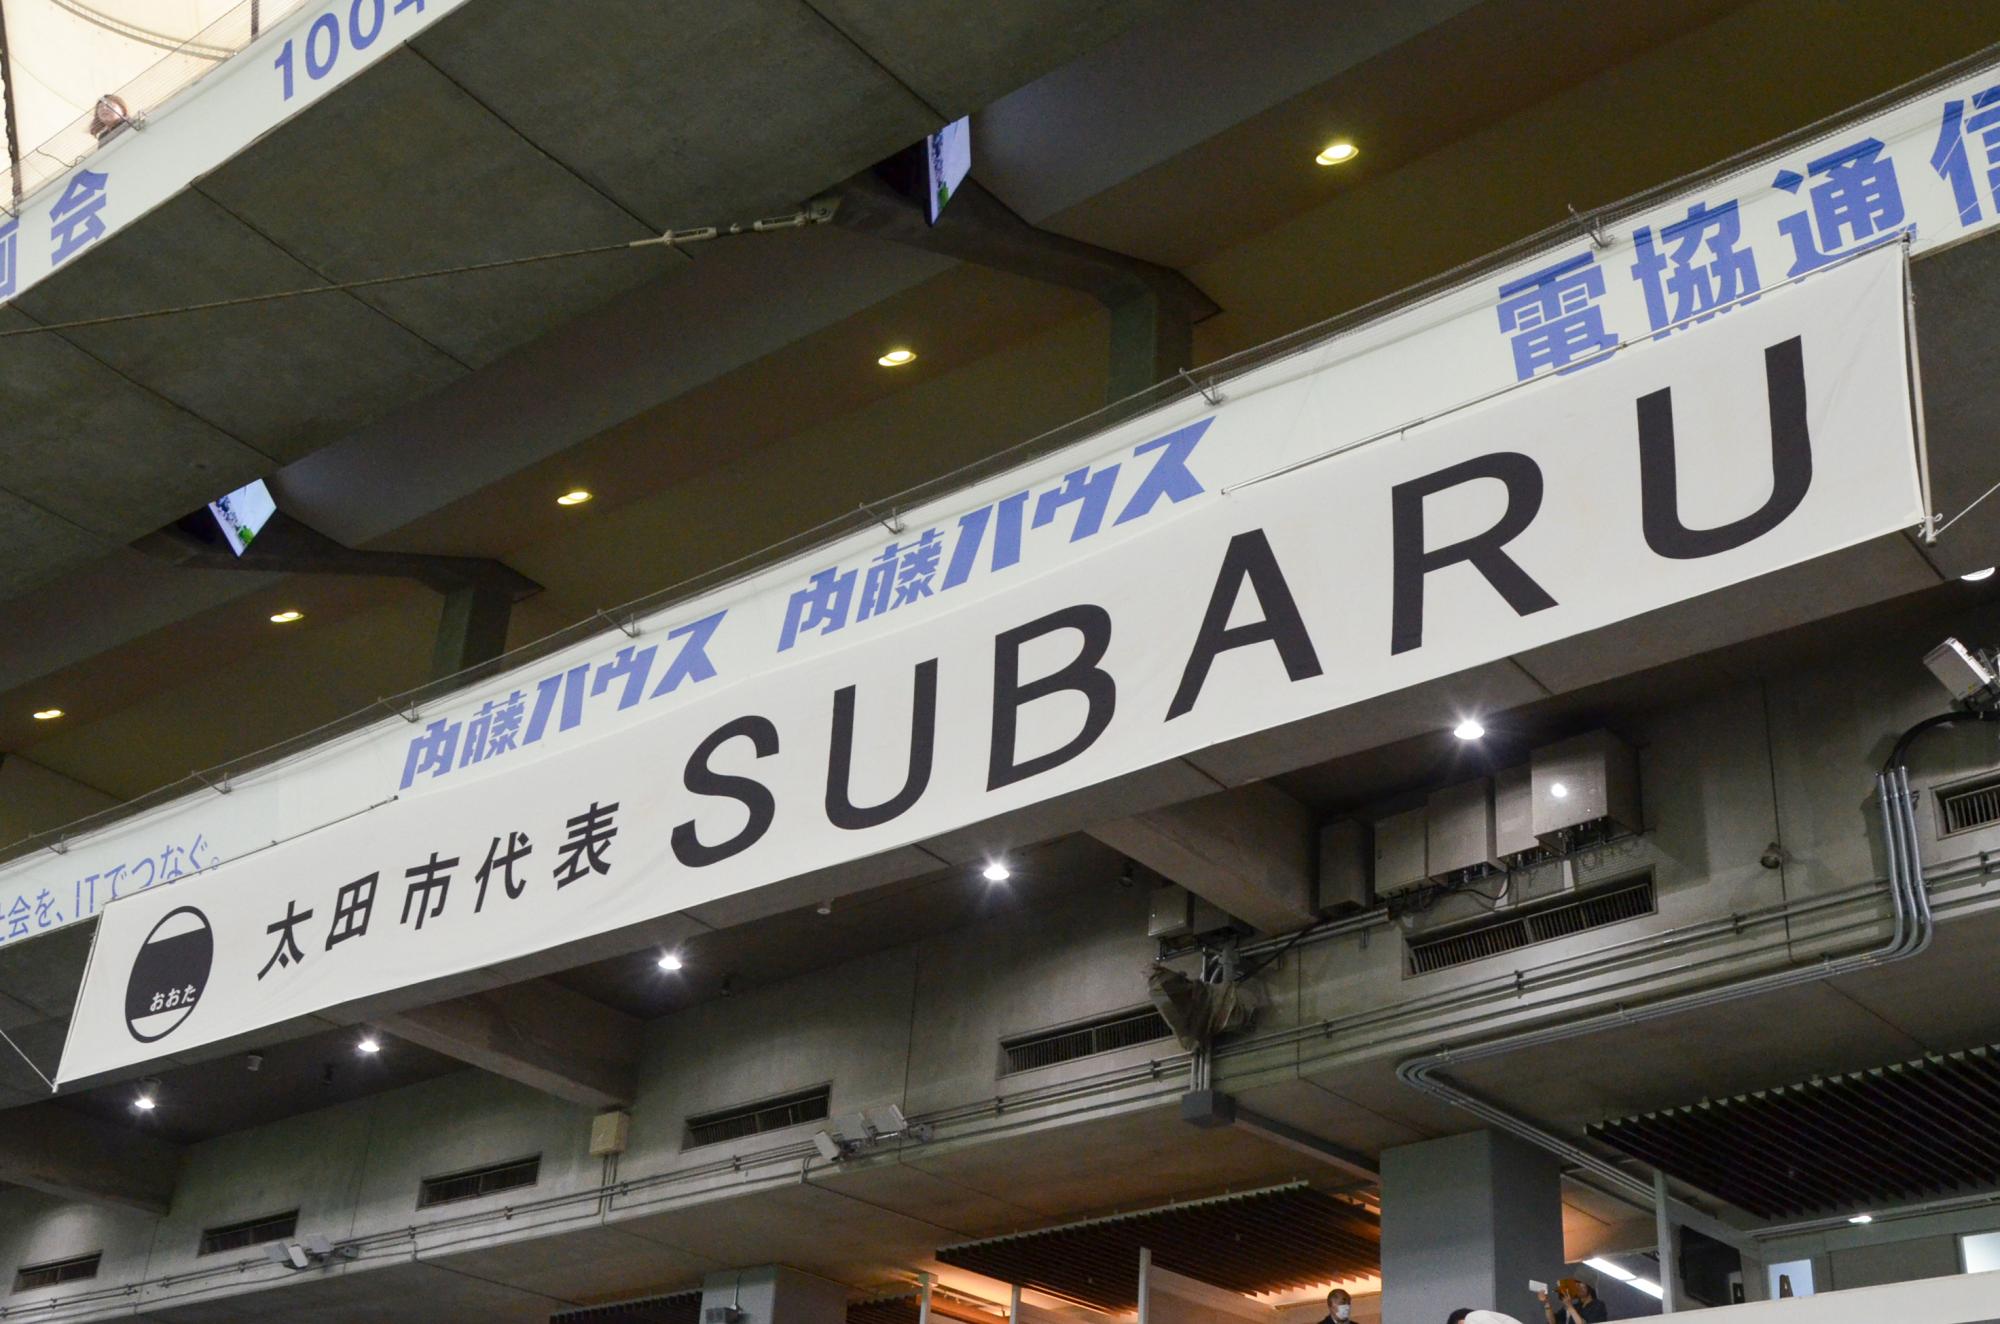 100
会
電協通信
内藤ハウス
内藤ハウス
会を、ITでつなぐ。
おおた
太田市代表 SUBARU